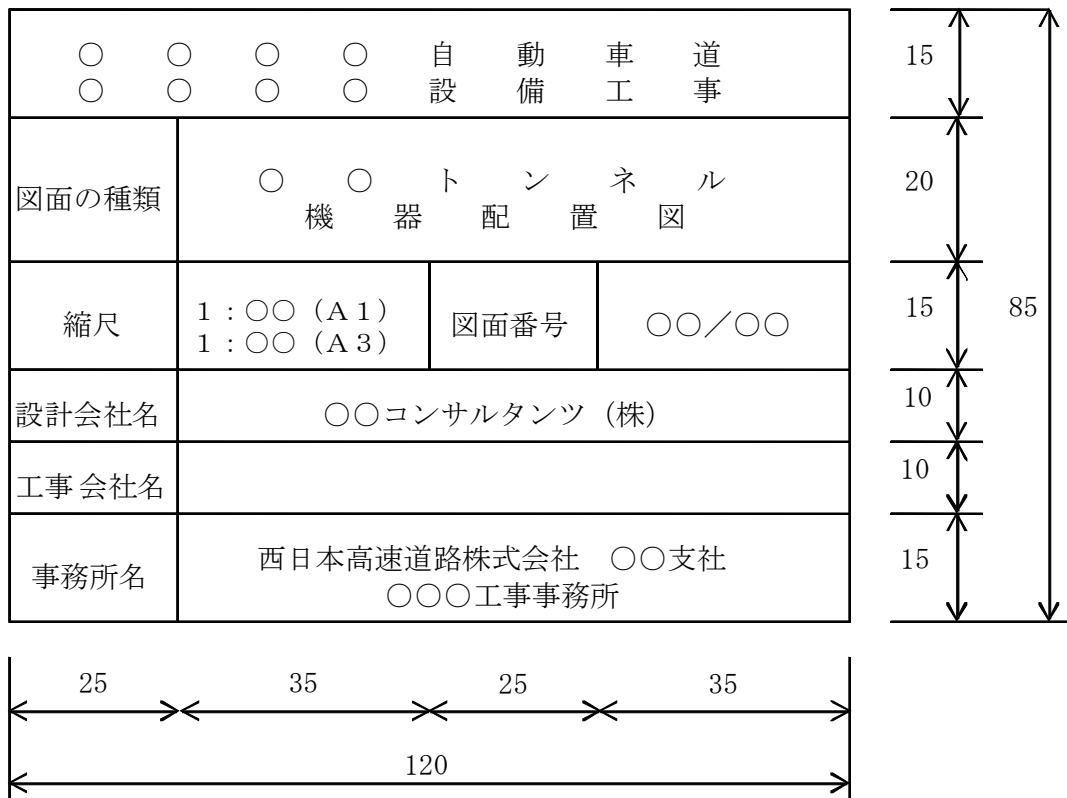 ○　○　○　○　自　動　車　道
○　○　○　○　設　備　工　事
図面の種類
○　○　ト　ン　ネ　ル
機　器　配　置　図
縮尺
1：○○（A1）
1：○○（A3）
図面番号
○○／○○
設計会社名
○○コンサルタンツ（株）
工事会社名
事務所名
西日本高速道路株式会社　○○支社
○○○工事事務所
15
20
15
85
10
10
15
25
35
25
35
120